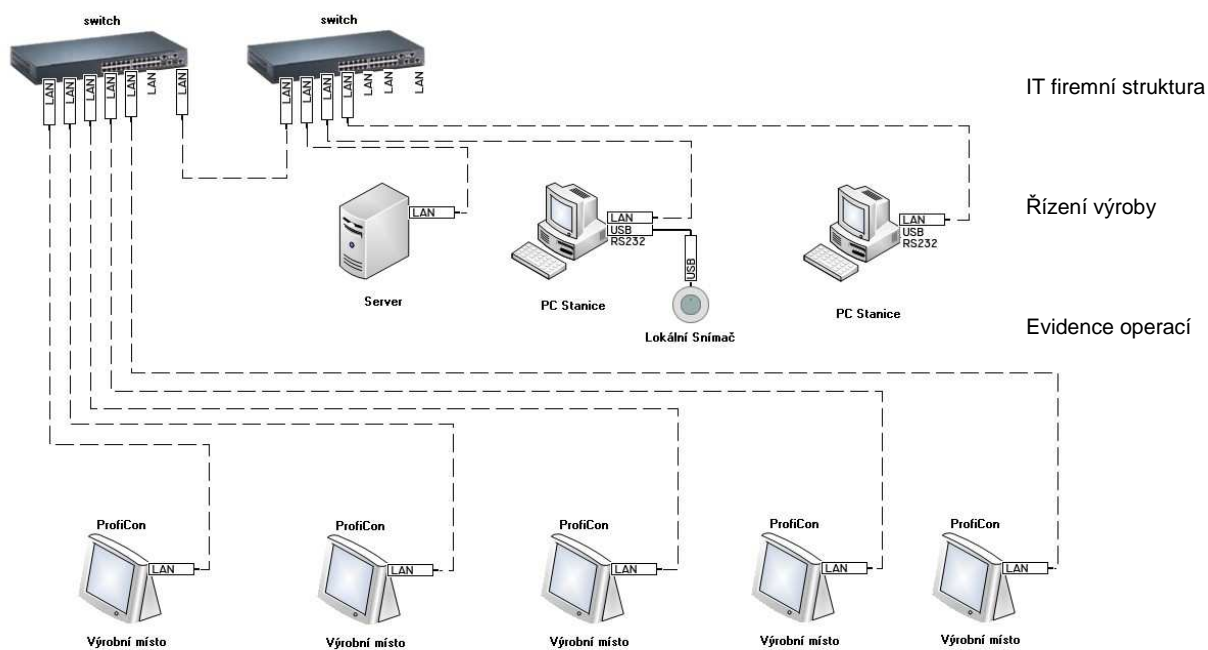 switch
switch
LAN
LAN
LAN
LAN
LAN
LAN
LAN
LAN
LAN
LAN
LAN
LAN
LAN
LAN
IT firemní struktura
LAN
Server
LAN
USB
RS232
PC Stanice
USB
Lokální Snímač
LAN
USB
RS232
PC Stanice
Řízení výroby
Evidence operací
ProfiCon
LAN
Výrobní místo
ProfiCon
LAN
Výrobní místo
ProfiCon
LAN
Výrobní místo
ProfiCon
LAN
Výrobní místo
ProfiCon
LAN
Výrobní místo